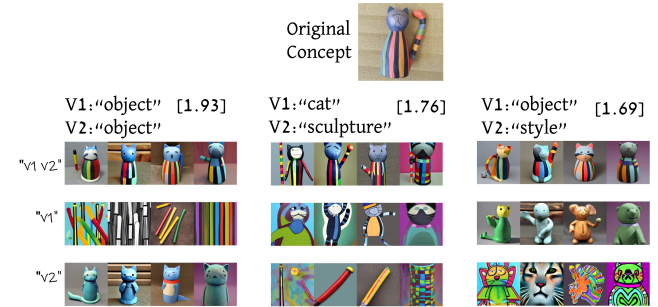 Original
Concept
V1:“object” [1.93]
V2:“object”
V1:“cat” [1.76]
V2:“sculpture”
V1:“object” [1.69]
V2:“style”
"v1 v2"
"v1"
"v2"